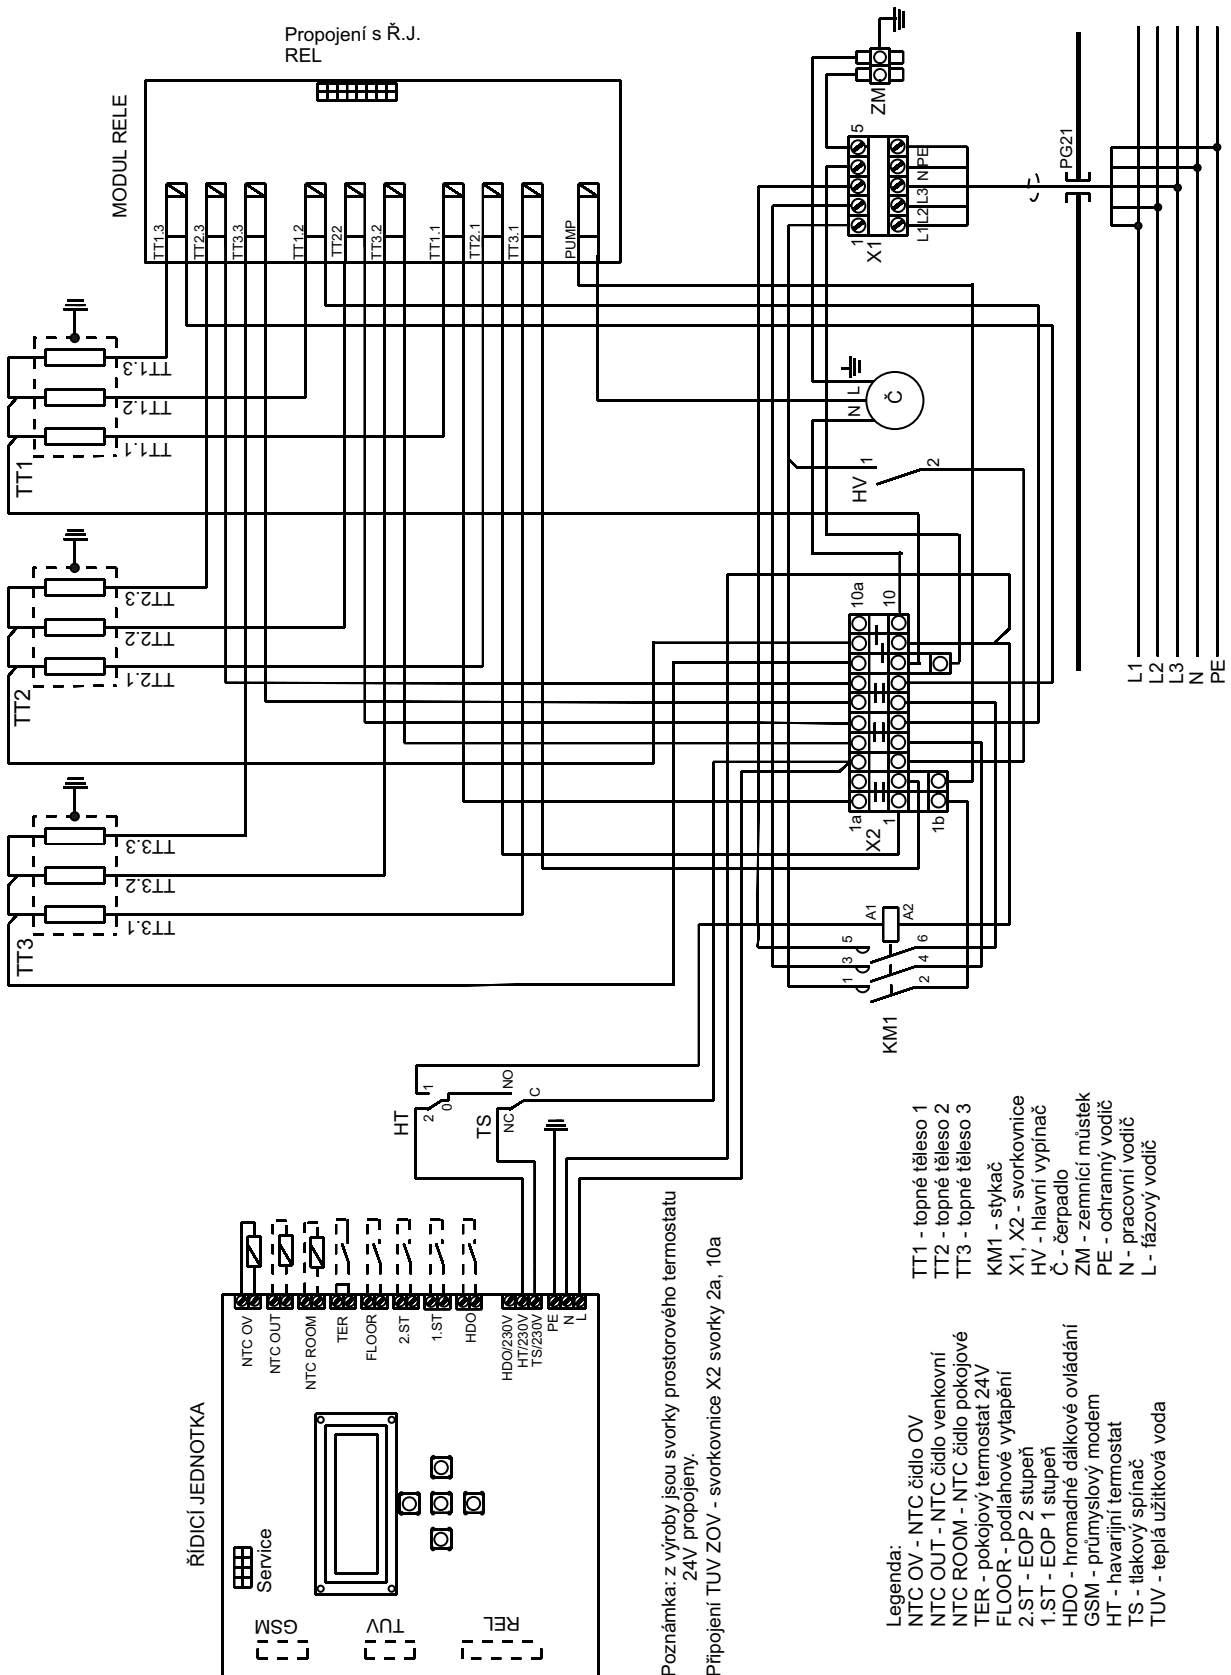 Propojení s Ř.J.
REL
MODUL RELE
TT1.3
TT2.3
TT3.3
TT1.2
TT22
TT3.2
TT1.1
TT2.1
TT3.1
PUMP
TT1
TT1.3
TT1.2
TT1.1
TT2
TT2.3
TT2.2
TT2.1
TT3
TT3.3
TT3.2
TT3.1
ZM
X1
1
5
L1
L2
L3
N
PE
PG21
L1
L2
L3
N
PE
N
L
Č
HV
1
2
X2
1a
10a
1
10
1b
KM1
1
3
5
2
4
6
A1
A2
HT
2
1
0
TS
NC
NO
C
ŘÍDICÍ JEDNOTKA
Service
GSM
TUV
REL
NTC OV
NTC OUT
NTC ROOM
TER
FLOOR
2.ST
1.ST
HDO
HDO/230V
HT/230V
TS/230V
PE
N
L
Poznámka: z výroby jsou svorky prostorového termostatu
24V propojeny.
Připojení TUV ZOV - svorkovnice X2 svorky 2a, 10a
Legenda:
NTC OV - NTC čidlo OV
NTC OUT - NTC čidlo venkovní
NTC ROOM - NTC čidlo pokojové
TER - pokojový termostat 24V
FLOOR - podlahové vytapění
2.ST - EOP 2 stupeň
1.ST - EOP 1 stupeň
HDO - hromadné dálkové ovládání
GSM - průmyslový modem
HT - havarijní termostat
TS - tlakový spínač
TUV - teplá užitková voda
TT1 - topné těleso 1
TT2 - topné těleso 2
TT3 - topné těleso 3
KM1 - stykač
X1, X2 - svorkovnice
HV - hlavní vypínač
Č - čerpadlo
ZM - zemnící můstek
PE - ochranný vodič
N - pracovní vodič
L - fázový vodič